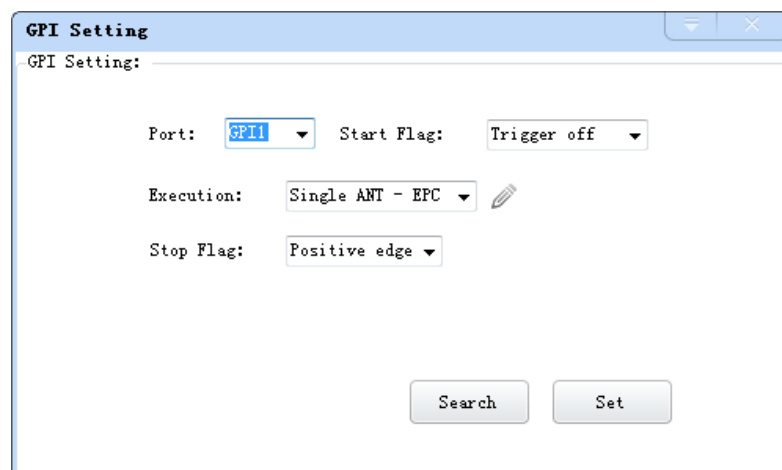 GPI Setting
GPI Setting:
Port: GPI1 Start Flag: Trigger off
Execution: Single ANT - EPC
Stop Flag: Positive edge
Search Set